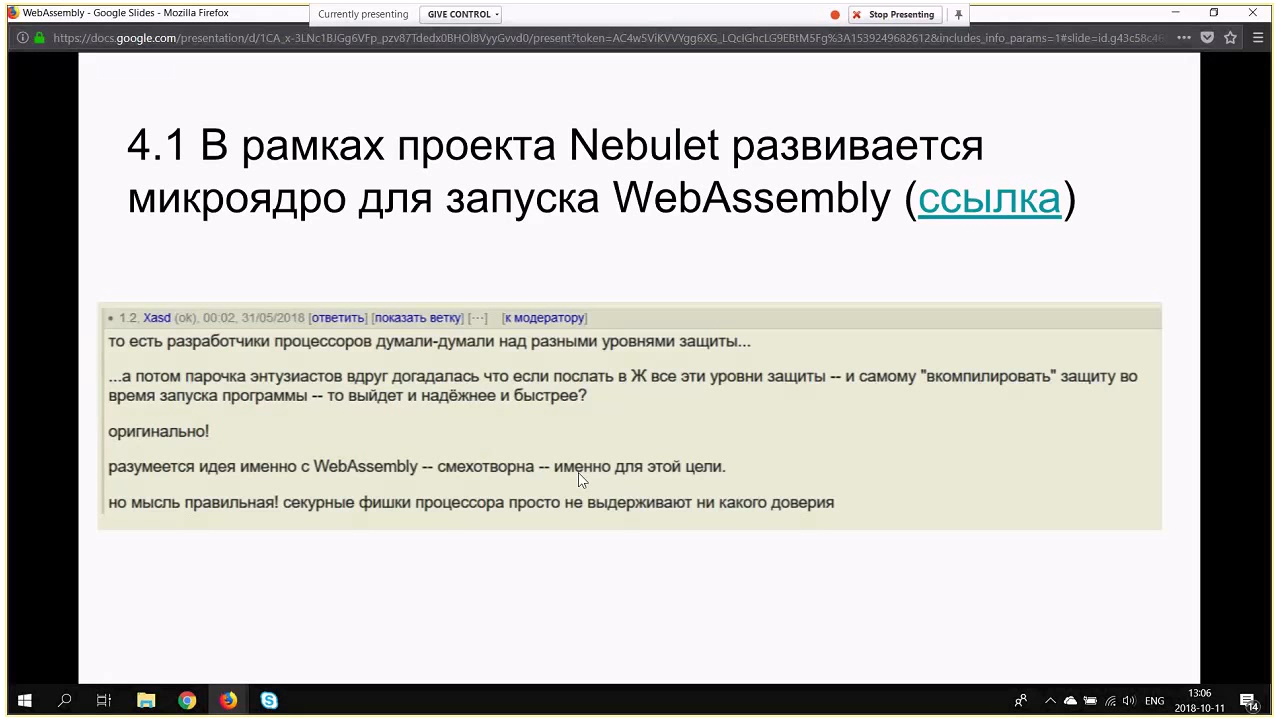 WebAssembly - Google Slides - Mozilla Firefox
Currently presenting
GIVE CONTROL
Stop Presenting
4.1 В рамках проекта Nebulet развивается
микроядро для запуска WebAssembly (ссылка)
1.2, Xasd (ok), 00:02, 31/05/2018 [ответить] [показать ветку] [···] [к модератору]
то есть разработчики процессоров думали-думали над разными уровнями защиты...
...а потом парочка энтузиастов вдруг догадалась что если послать в Ж все эти уровни защиты -- и самому "вкомпилировать" защиту во
время запуска программы -- то выйдет и надёжнее и быстрее?
оригинально!
разумеется идея именно с WebAssembly -- смехотворна -- именно для этой цели.
но мысль правильная! секурные фишки процессора просто не выдерживают ни какого доверия
ENG
13:06
2018-10-11
14